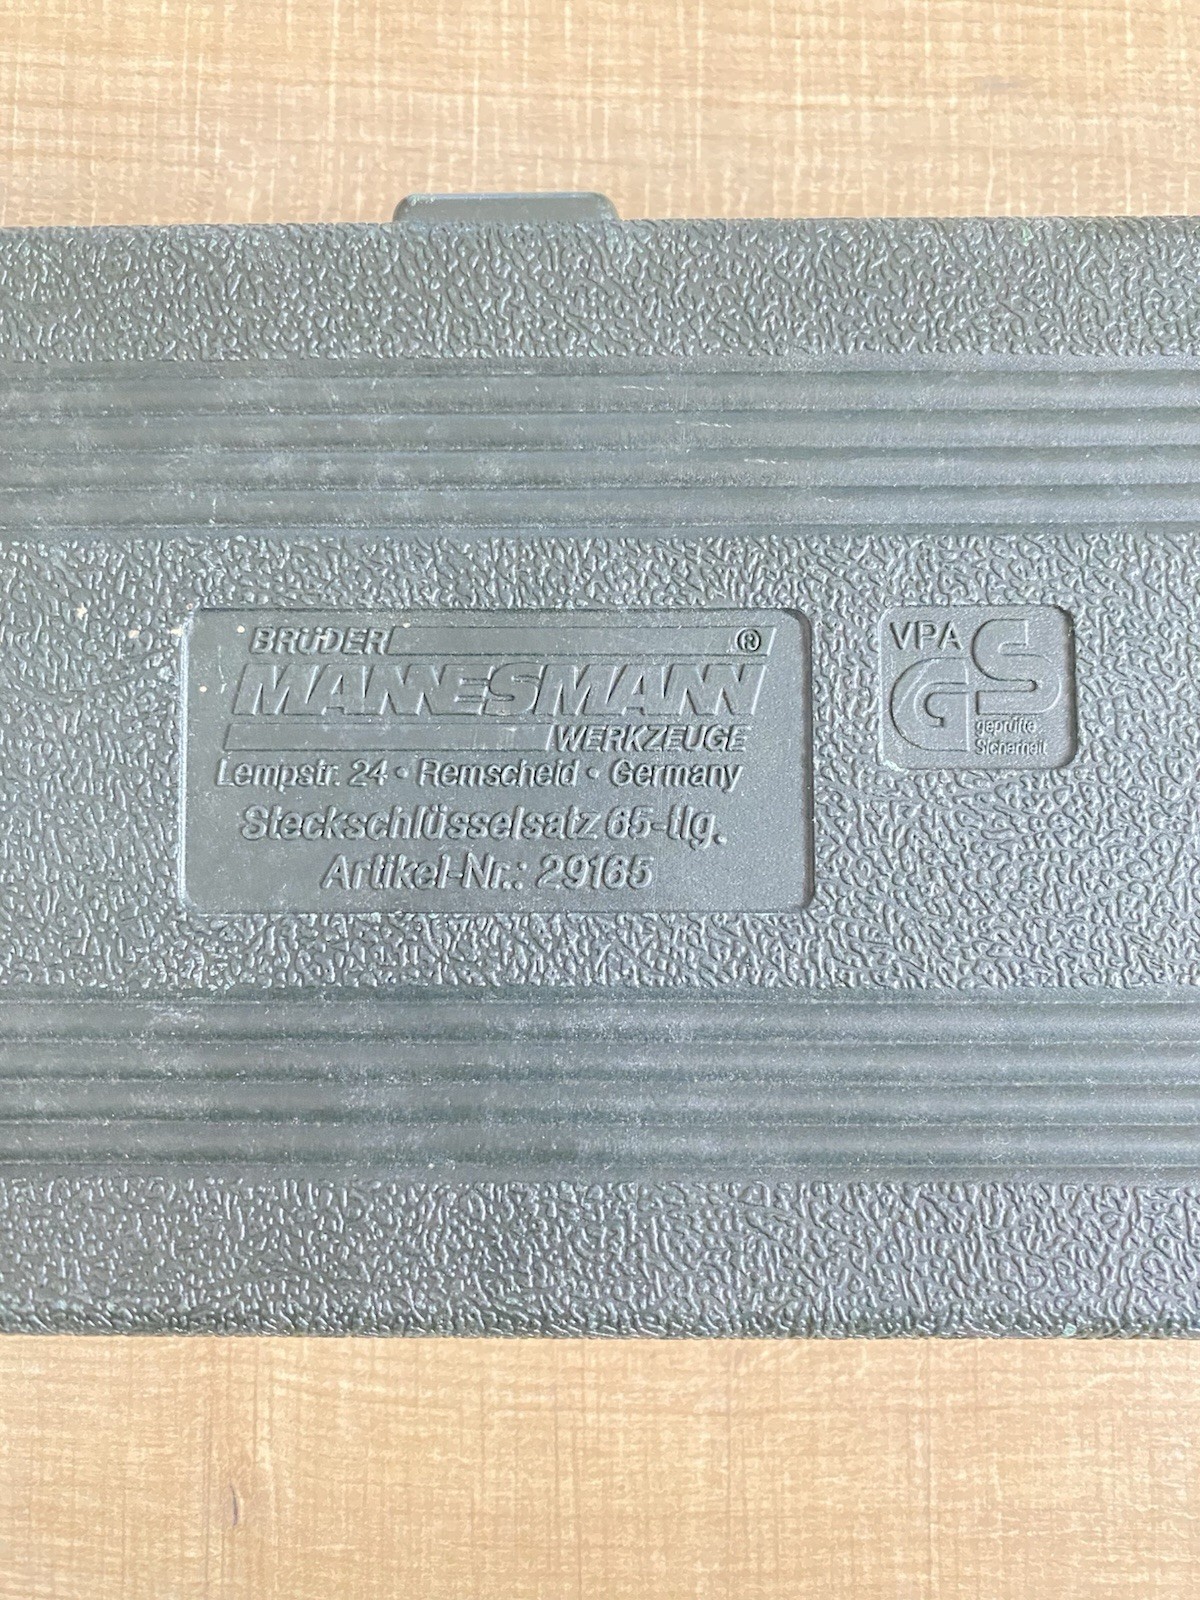 BRÜDER ®
MANNESMANN
WERKZEUGE
Lempstr. 24 • Remscheid • Germany
Steckschlüsselsatz 65-tlg.
Artikel-Nr.: 29165
VPA
GS
geprüfte
Sicherheit